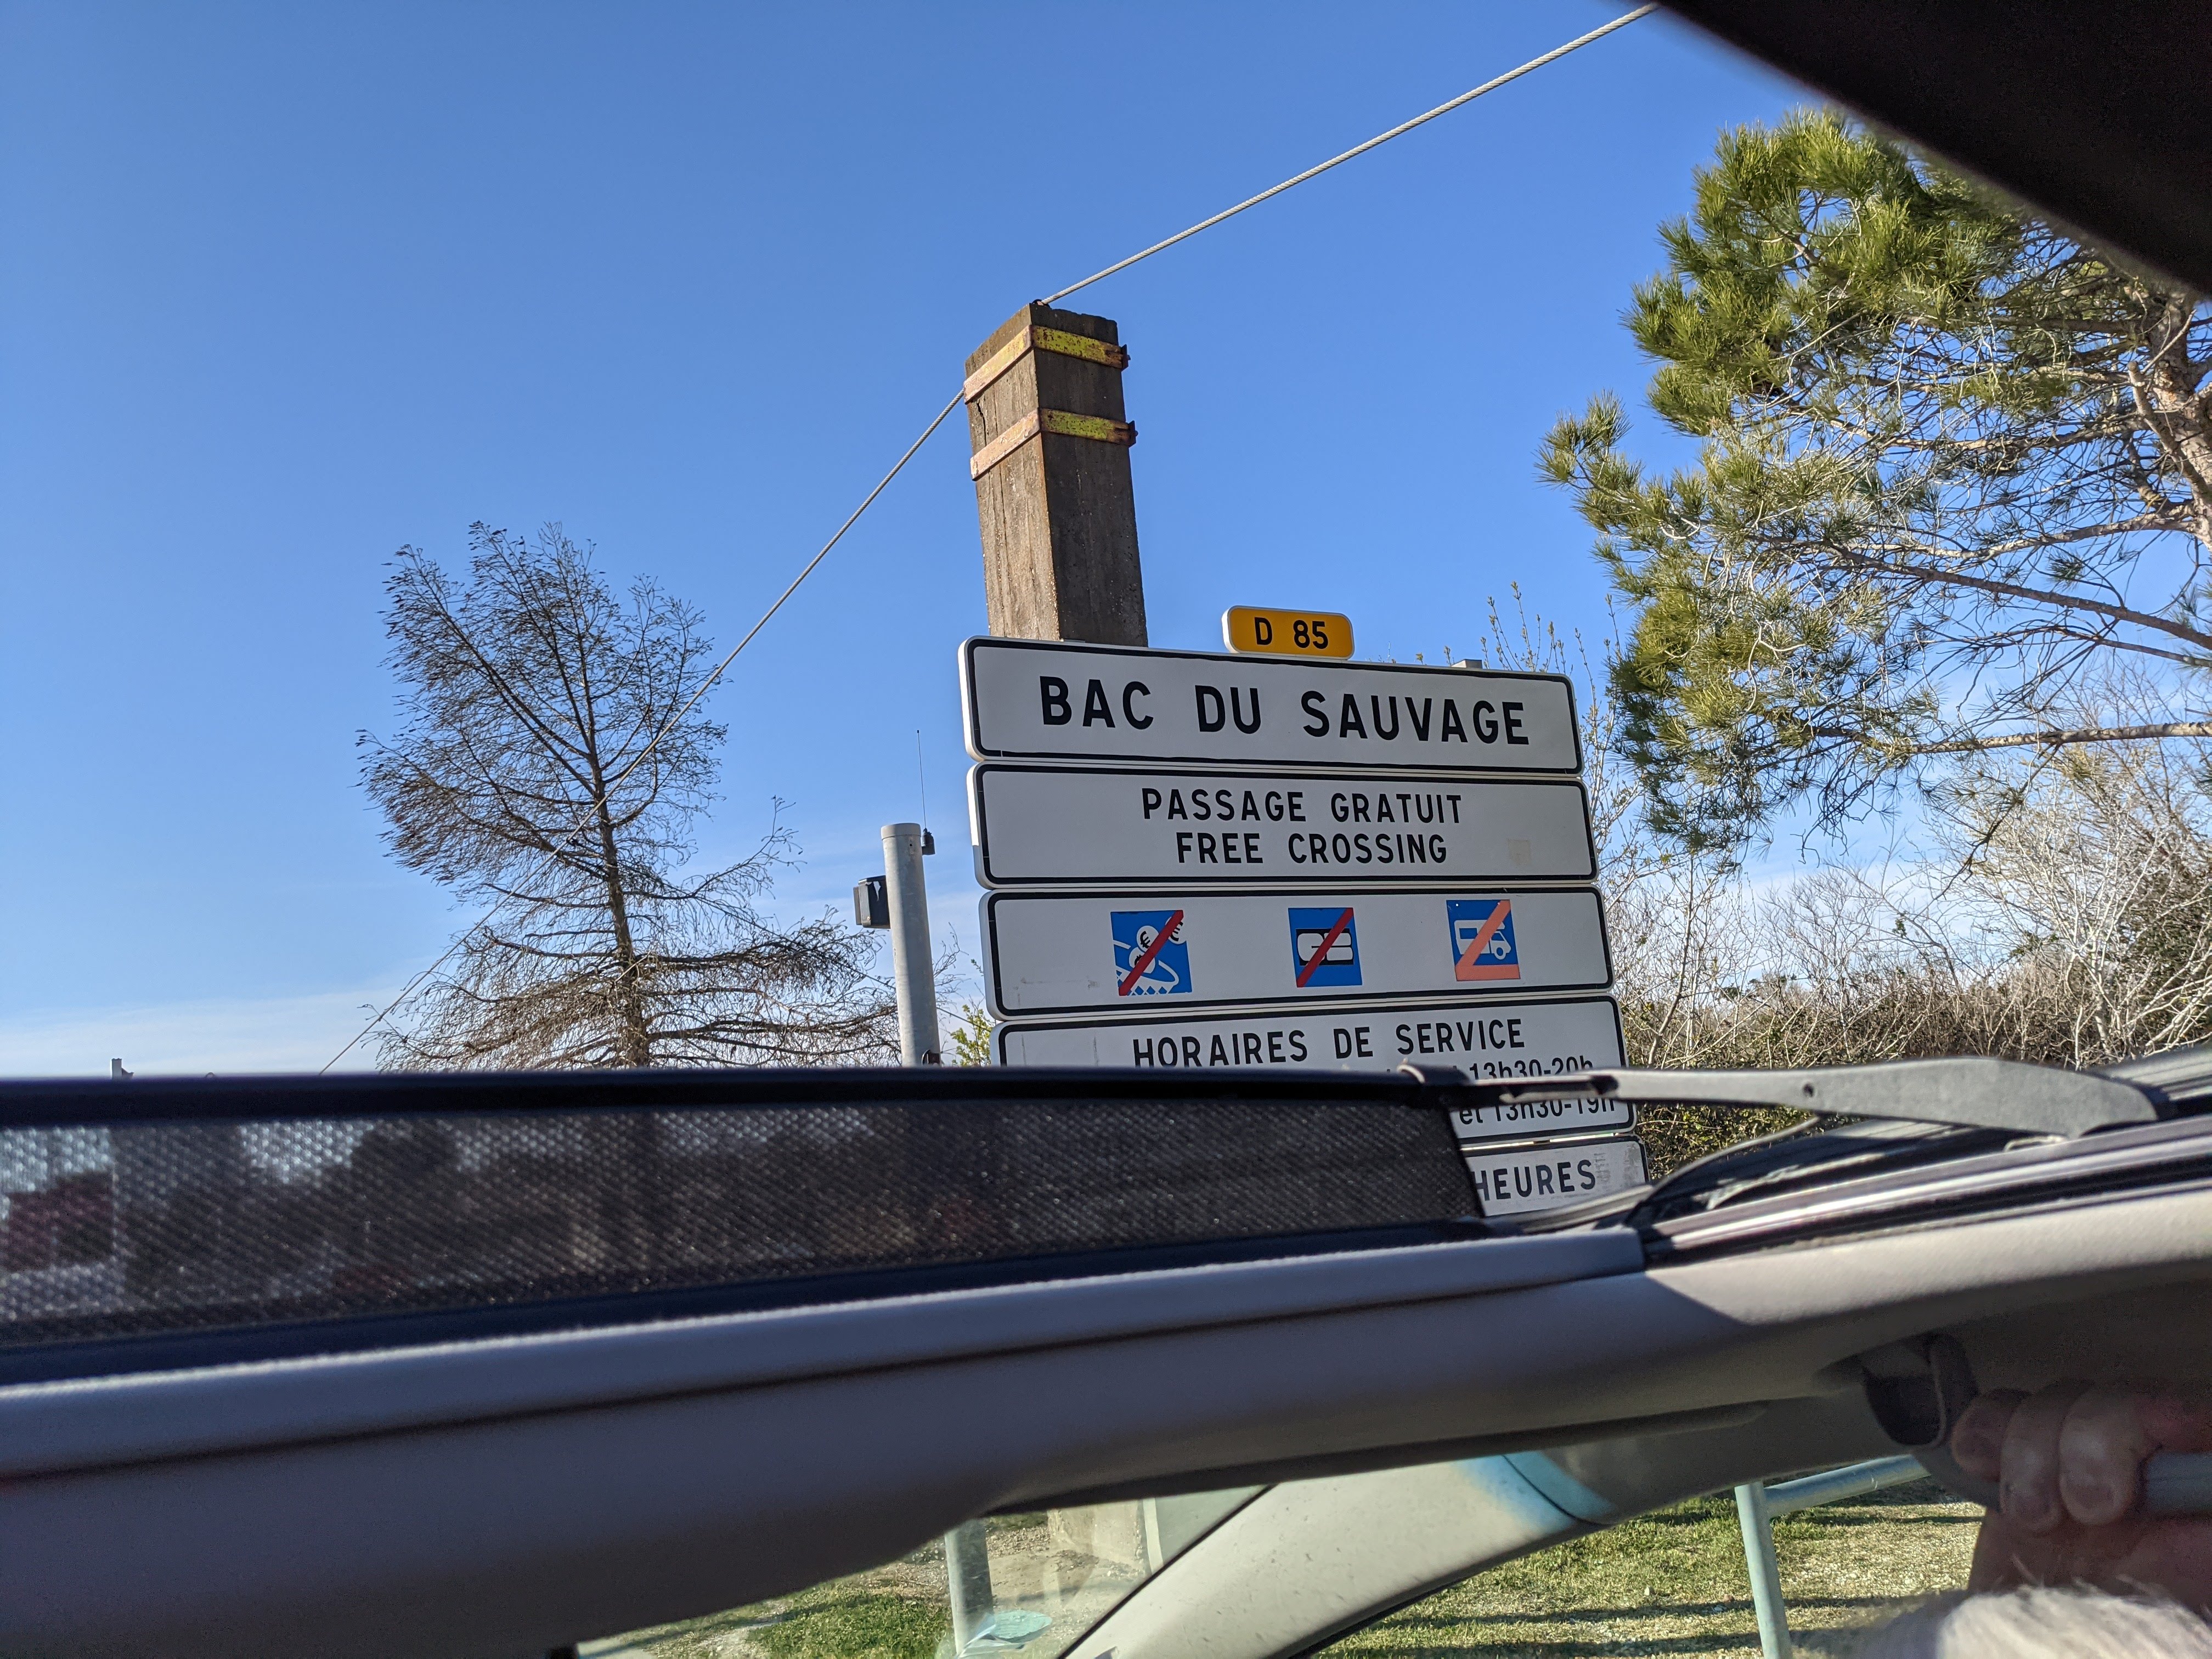 D 85
BAC DU SAUVAGE
PASSAGE GRATUIT
FREE CROSSING
HORAIRES DE SERVICE
13h30-20h
et 13h30-19h
HEURES